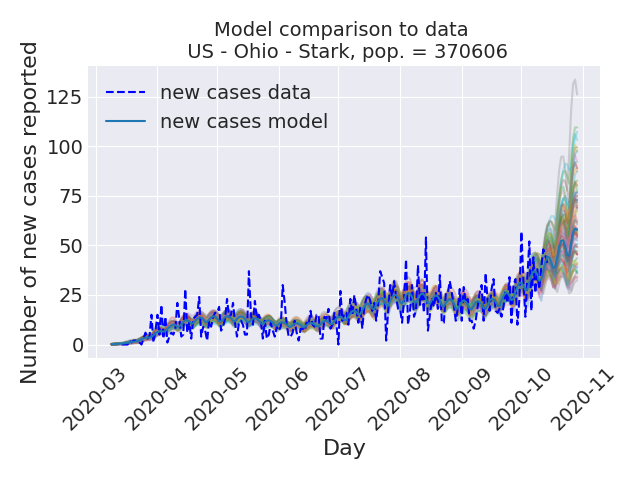 Model comparison to data
US - Ohio - Stark, pop. = 370606
Number of new cases reported
new cases data
new cases model
125
100
75
50
25
0
2020-03
2020-04
2020-05
2020-06
2020-07
2020-08
2020-09
2020-10
2020-11
Day